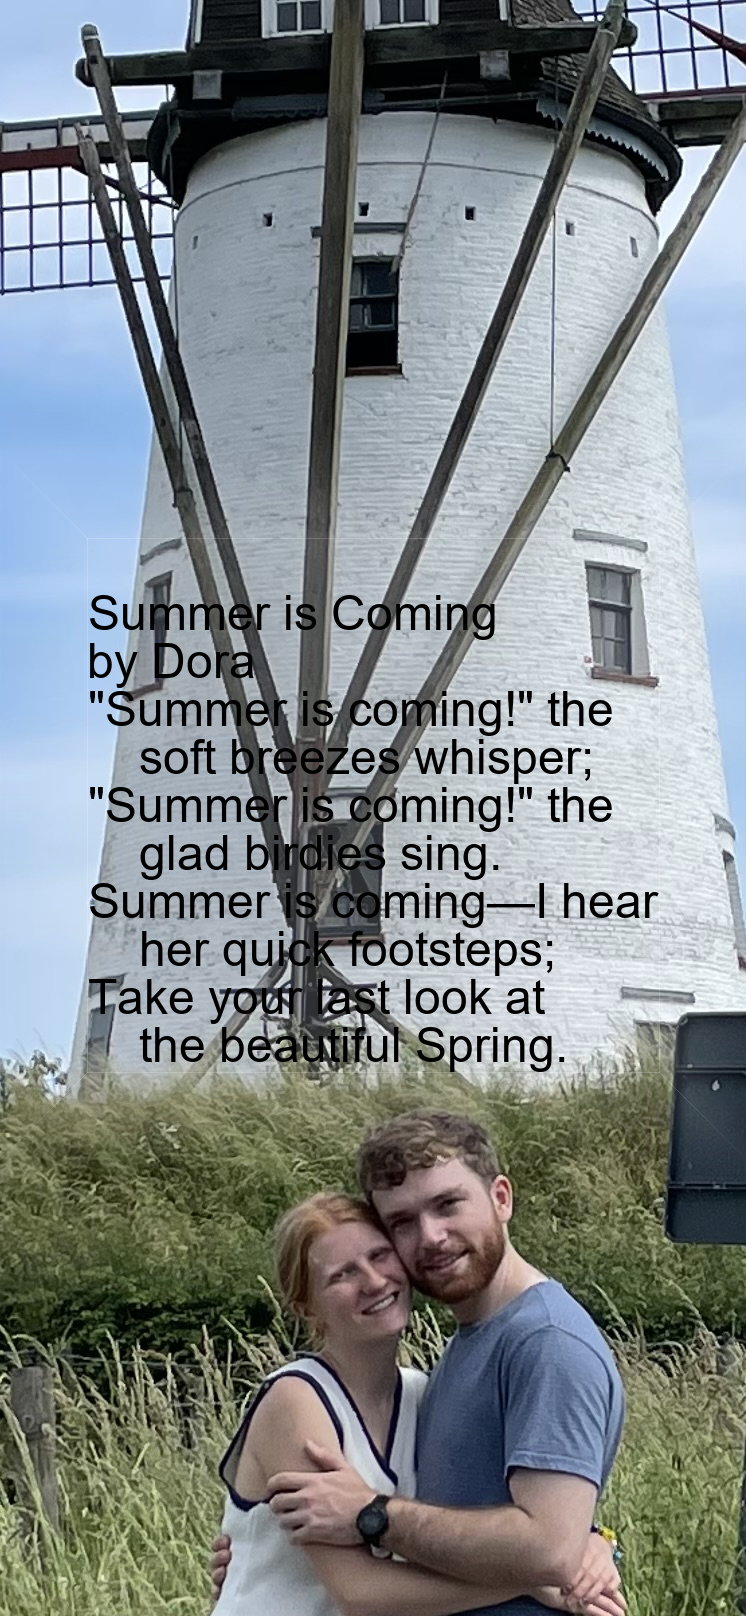 Summer is Coming
by Dora
"Summer is coming!" the
soft breezes whisper;
"Summer is coming!" the
glad birdies sing.
Summer is coming—I hear
her quick footsteps;
Take your last look at
the beautiful Spring.